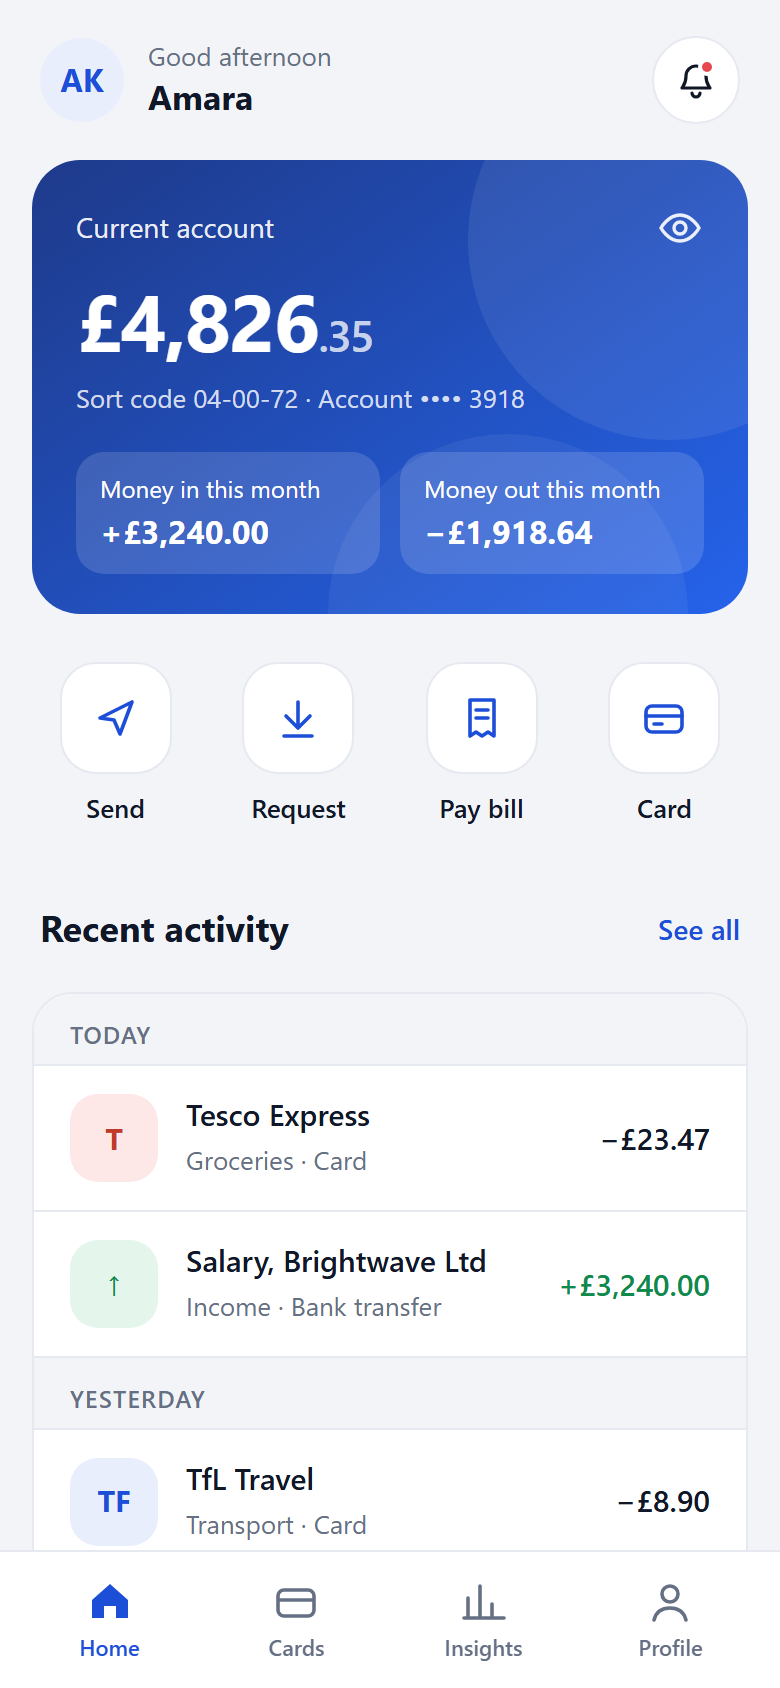 AK
Good afternoon
Amara
Current account
£4,826.35
Sort code 04-00-72 · Account •••• 3918
Money in this month
+£3,240.00
Money out this month
−£1,918.64
Send
Request
Pay bill
Card
Recent activity
See all
TODAY
T
Tesco Express
−£23.47
Groceries · Card
↑
Salary, Brightwave Ltd
+£3,240.00
Income · Bank transfer
YESTERDAY
TF
TfL Travel
−£8.90
Transport · Card
Home
Cards
Insights
Profile